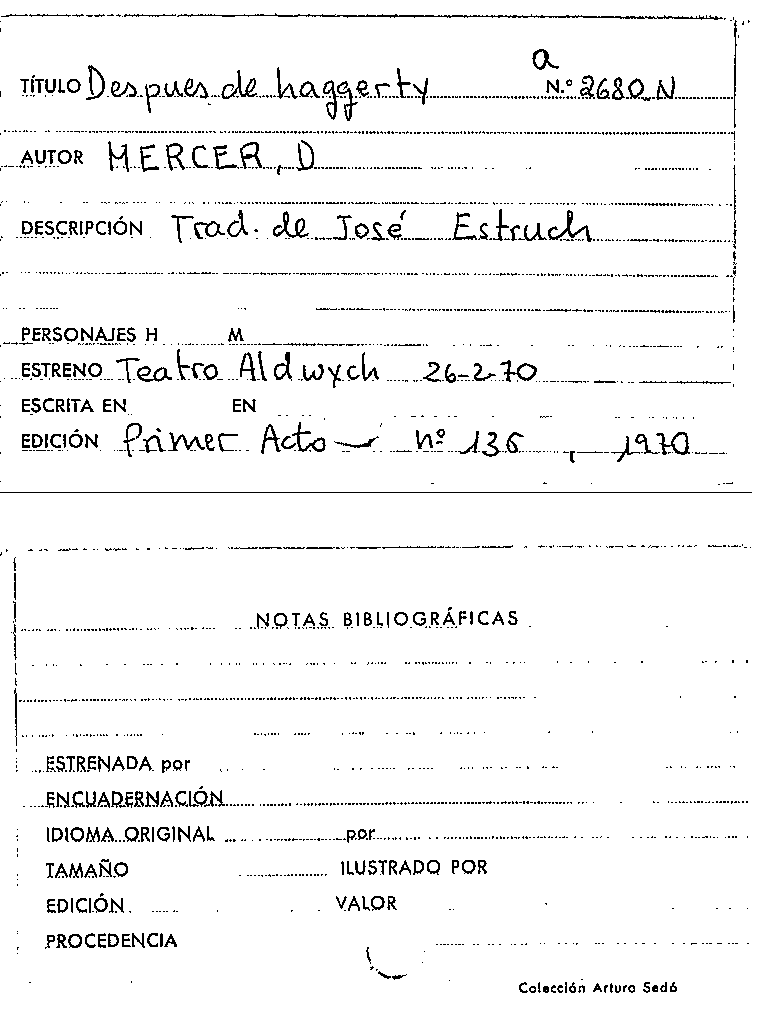 a
TÍTULO Despues de haggerty N.º 2680 N
AUTOR MERCER, D
DESCRIPCIÓN Trad. de José Estruch
PERSONAJES H M
ESTRENO Teatro Aldwych 26-2-70
ESCRITA EN EN
EDICIÓN Primer Acto — nº 136, 1970
NOTAS BIBLIOGRÁFICAS
ESTRENADA por
ENCUADERNACIÓN
IDIOMA ORIGINAL por
TAMAÑO ILUSTRADO POR
EDICIÓN VALOR
PROCEDENCIA
Colección Arturo Sedó